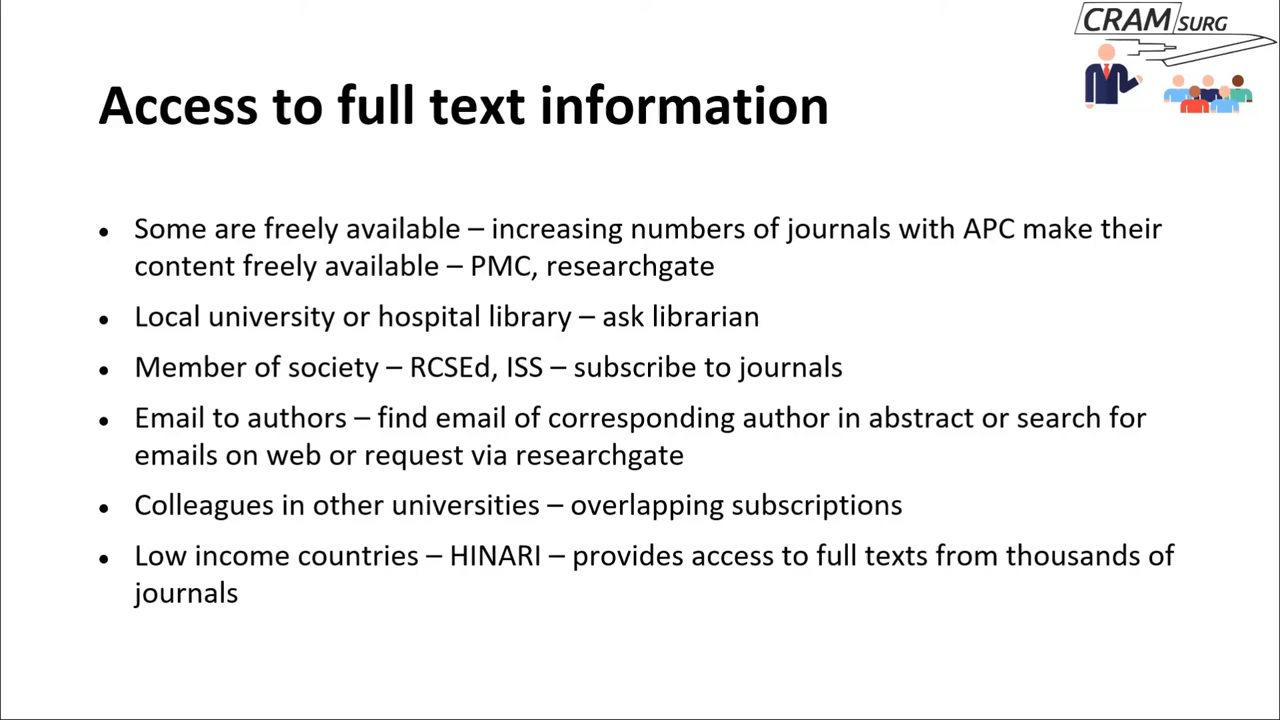 CRAM SURG
Access to full text information
• Some are freely available – increasing numbers of journals with APC make their
content freely available – PMC, researchgate
• Local university or hospital library – ask librarian
• Member of society – RCSEd, ISS – subscribe to journals
• Email to authors – find email of corresponding author in abstract or search for
emails on web or request via researchgate
• Colleagues in other universities – overlapping subscriptions
• Low income countries – HINARI – provides access to full texts from thousands of
journals